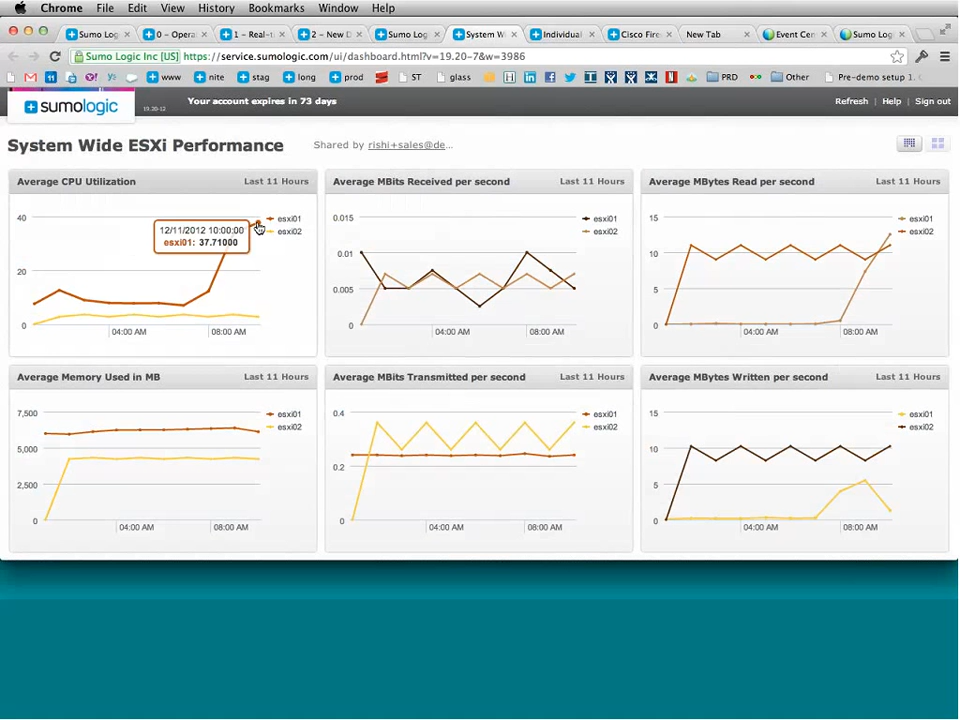 Chrome File Edit View History Bookmarks Window Help
Sumo Lo 0 – Opera 1 – Real-t 2 – New D Sumo Log System Wi Individual Cisco Fire New Tab Event Cen Sumo Log
Sumo Logic Inc [US] https://service.sumologic.com/ui/dashboard.html?v=19.20-7&w=3986
www nite stag long prod ST glass PRD Other Pre-demo setup 1.
sumologic 19.20-12 Your account expires in 73 days Refresh Help Sign out
System Wide ESXi Performance Shared by rishi+sales@de...
Average CPU Utilization Last 11 Hours
40
20
0
04:00 AM 08:00 AM
esxi01
esxi02
12/11/2012 10:00:00
esxi01: 37.71000
Average MBits Received per second Last 11 Hours
0.015
0.01
0.005
0
04:00 AM 08:00 AM
esxi01
esxi02
Average MBytes Read per second Last 11 Hours
15
10
5
0
04:00 AM 08:00 AM
esxi01
esxi02
Average Memory Used in MB Last 11 Hours
7,500
5,000
2,500
0
04:00 AM 08:00 AM
esxi01
esxi02
Average MBits Transmitted per second Last 11 Hours
0.4
0.2
0
04:00 AM 08:00 AM
esxi01
esxi02
Average MBytes Written per second Last 11 Hours
15
10
5
0
04:00 AM 08:00 AM
esxi01
esxi02